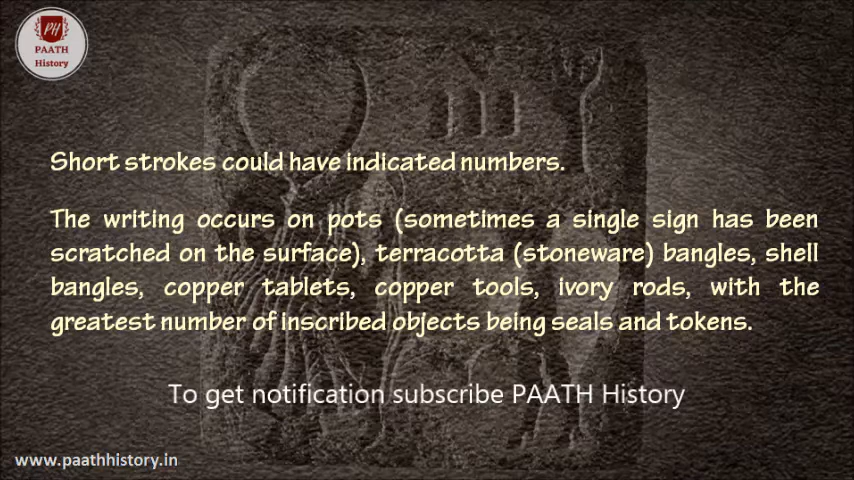 PH
PAATH
History
Short strokes could have indicated numbers.
The writing occurs on pots (sometimes a single sign has been
scratched on the surface), terracotta (stoneware) bangles, shell
bangles, copper tablets, copper tools, ivory rods, with the
greatest number of inscribed objects being seals and tokens.
To get notification subscribe PAATH History
www.paathhistory.in